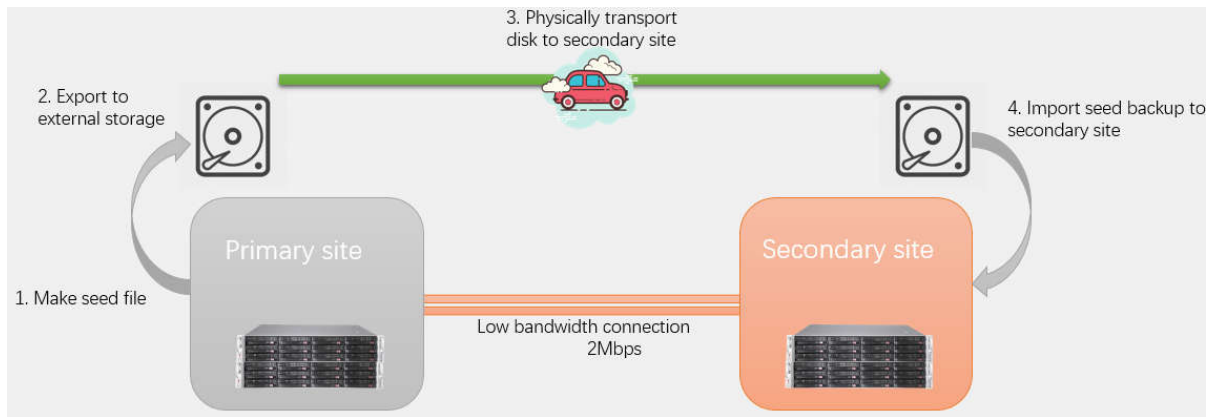 3. Physically transport
disk to secondary site
2. Export to
external storage
4. Import seed backup to
secondary site
Primary site
Secondary site
1. Make seed file
Low bandwidth connection
2Mbps